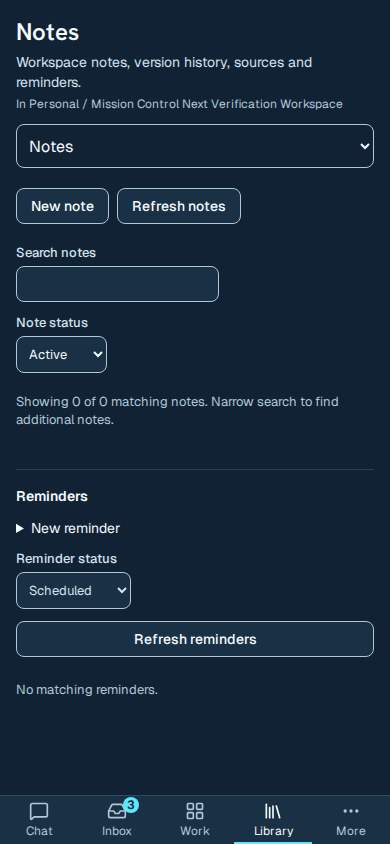 Notes
Workspace notes, version history, sources and
reminders.
In Personal / Mission Control Next Verification Workspace
Notes
New note
Refresh notes
Search notes
Note status
Active
Showing 0 of 0 matching notes. Narrow search to find
additional notes.
Reminders
New reminder
Reminder status
Scheduled
Refresh reminders
No matching reminders.
3
Chat
Inbox
Work
Library
More